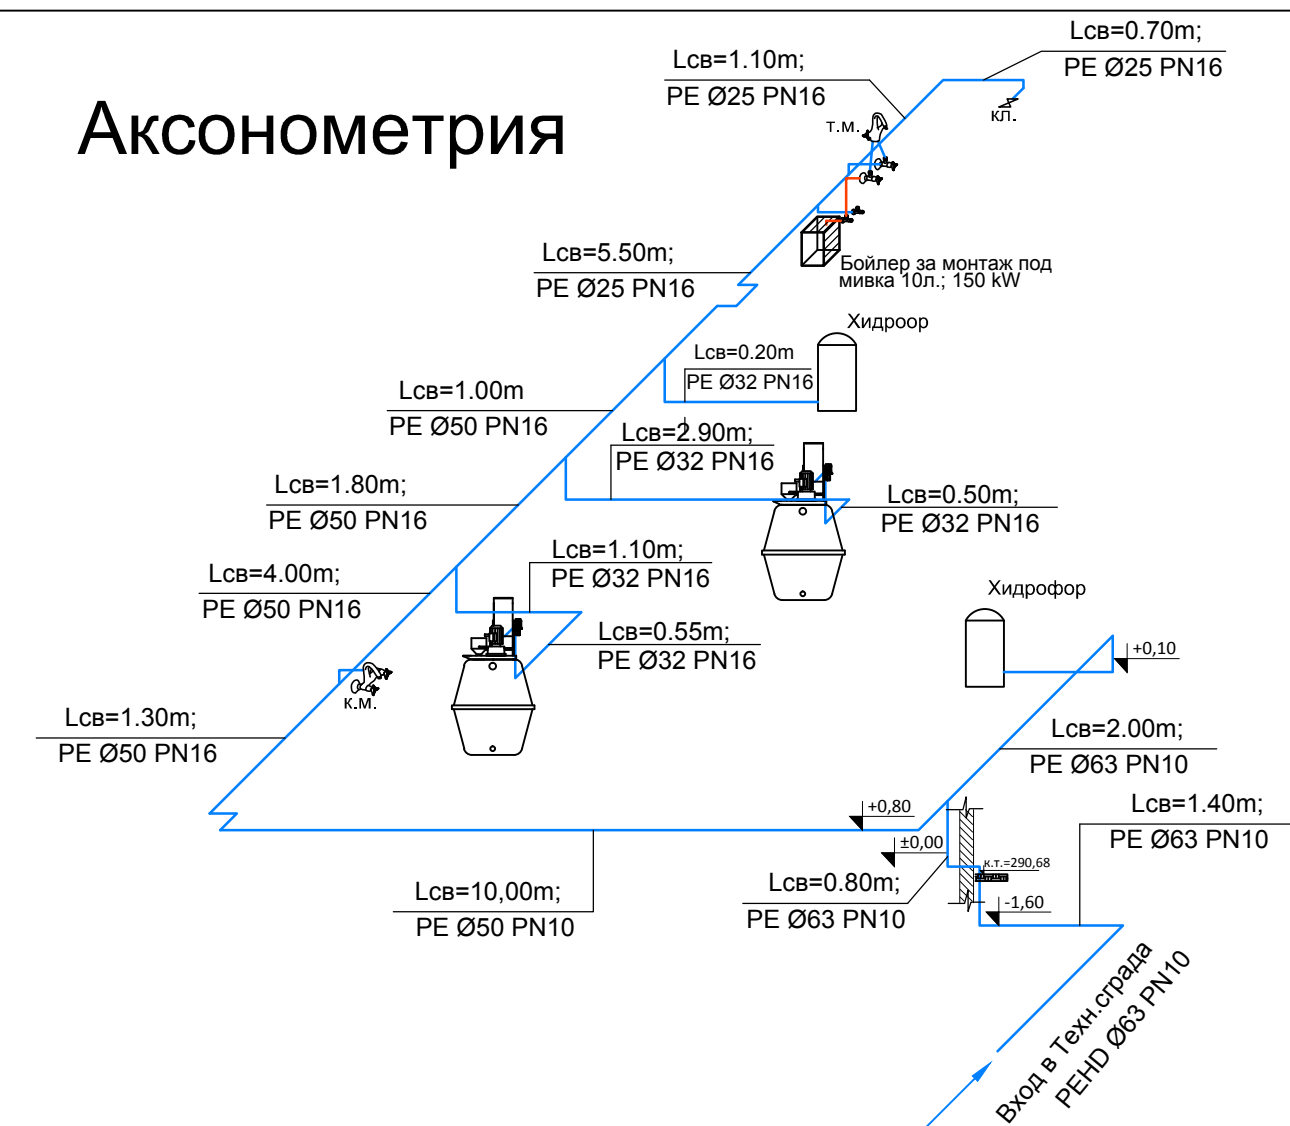 Lсв=0.70m;
PE Ø25 PN16
Lсв=1.10m;
PE Ø25 PN16
Аксонометрия
т.м.
кл.
Lсв=5.50m;
PE Ø25 PN16
Бойлер за монтаж под
мивка 10л.; 150 kW
Хидроор
Lсв=0.20m
PE Ø32 PN16
Lсв=1.00m
PE Ø50 PN16
Lсв=2.90m;
PE Ø32 PN16
Lсв=1.80m;
PE Ø50 PN16
Lсв=0.50m;
PE Ø32 PN16
Lсв=1.10m;
PE Ø32 PN16
Lсв=4.00m;
PE Ø50 PN16
Хидрофор
Lсв=0.55m;
PE Ø32 PN16
+0,10
к.м.
Lсв=1.30m;
PE Ø50 PN16
Lсв=2.00m;
PE Ø63 PN10
+0,80
Lсв=1.40m;
PE Ø63 PN10
±0,00
к.т.=290,68
Lсв=10,00m;
PE Ø50 PN10
Lсв=0.80m;
PE Ø63 PN10
-1,60
Вход в Техн.сграда
PEHD Ø63 PN10